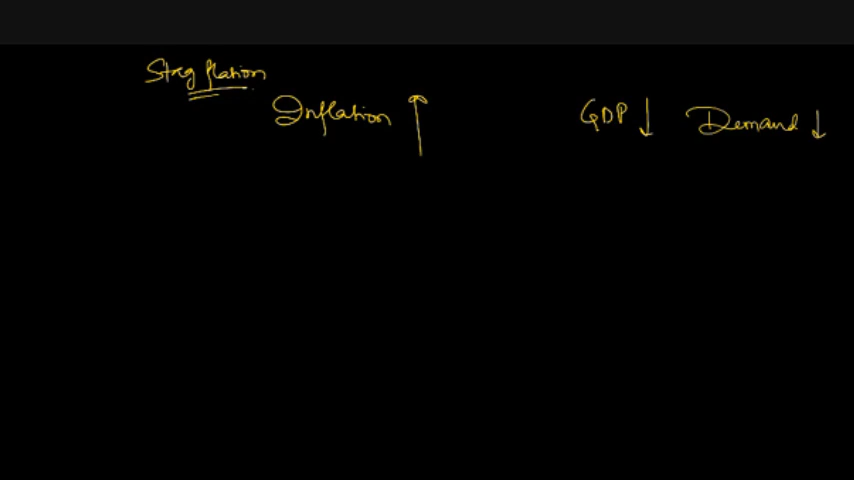 Stagflation
Inflation ↑ GDP ↓ Demand ↓